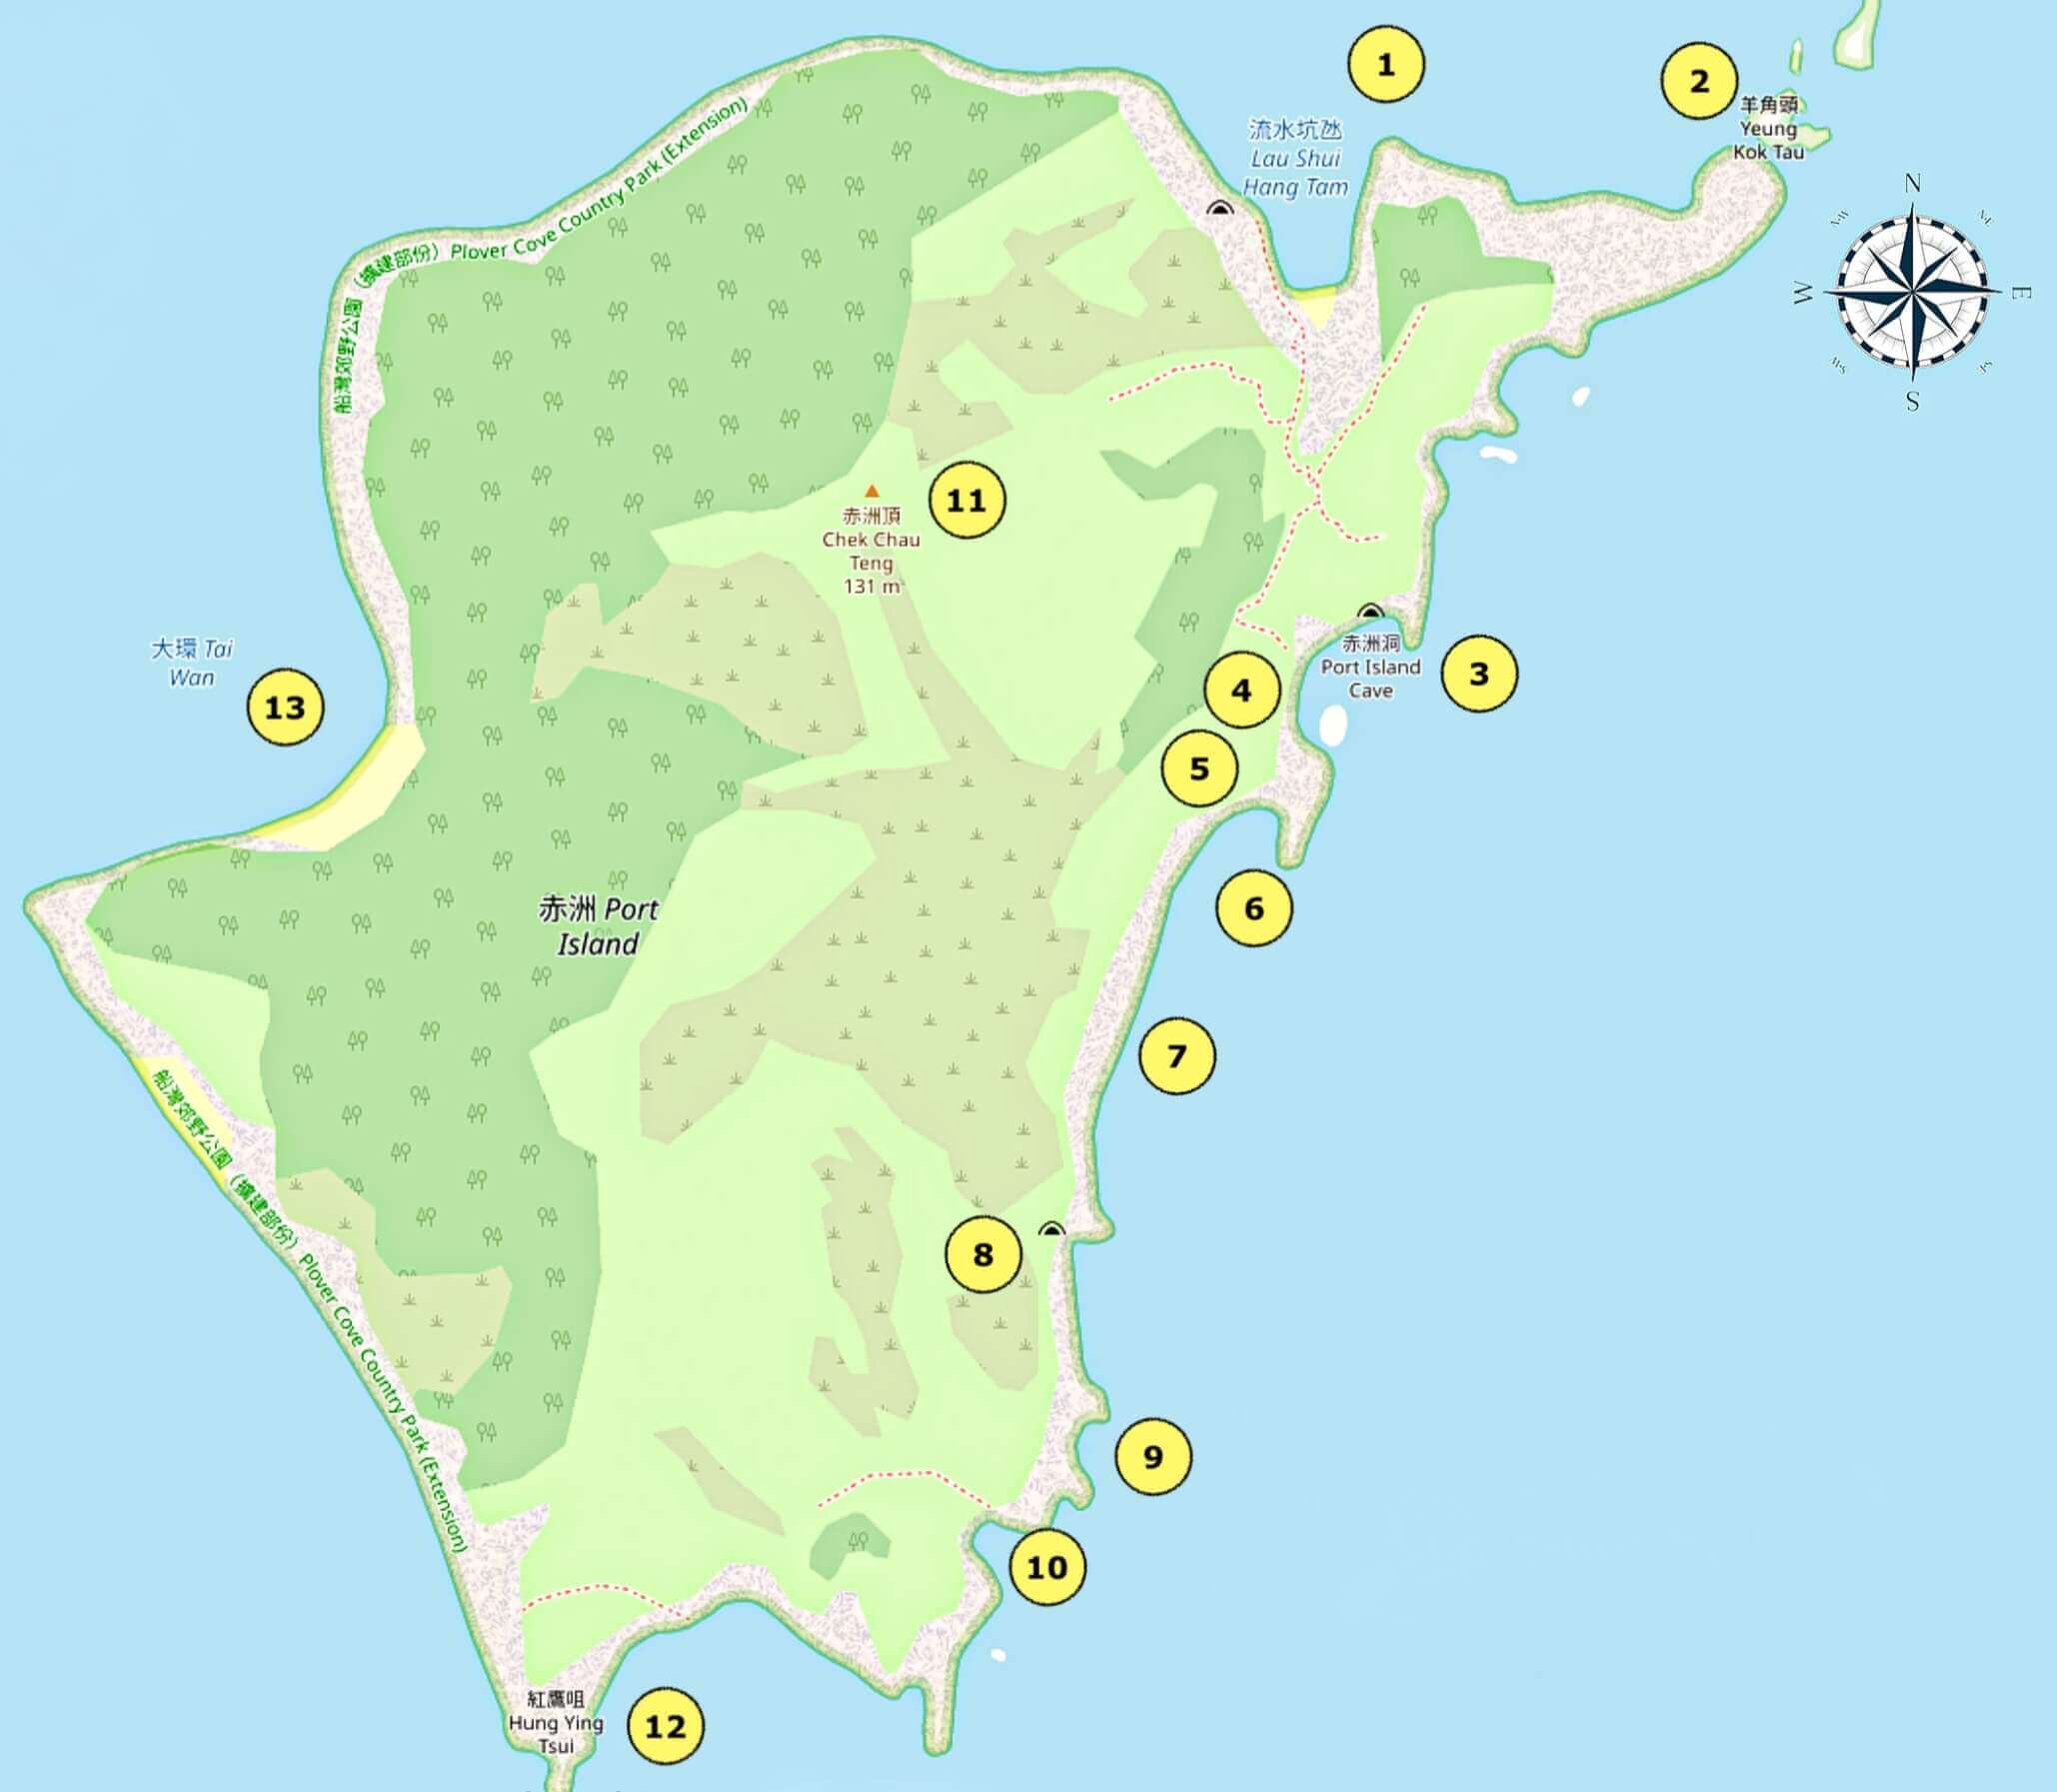 1
2
羊角頭
Yeung
Kok Tau
流水坑氹
Lau Shui
Hang Tam
船灣郊野公園（擴建部份）Plover Cove Country Park (Extension)
N
E
S
W
11
赤洲頂
Chek Chau
Teng
131 m
大環 Tai
Wan
13
赤洲洞
Port Island
Cave
3
4
5
6
赤洲 Port
Island
7
船灣郊野公園（擴建部份）Plover Cove Country Park (Extension)
8
9
10
紅鷹咀
Hung Ying
Tsui
12